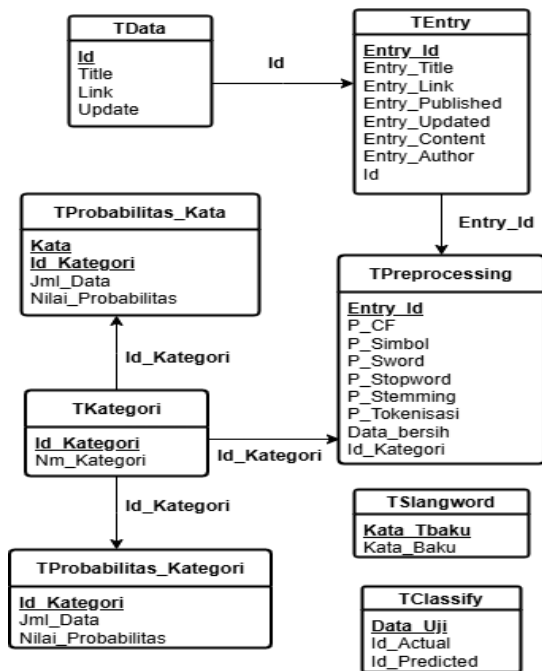 TData
Id
Title
Link
Update
Id
TEntry
Entry_Id
Entry_Title
Entry_Link
Entry_Published
Entry_Updated
Entry_Content
Entry_Author
Id
Entry_Id
TProbabilitas_Kata
Kata
Id_Kategori
Jml_Data
Nilai_Probabilitas
TPreprocessing
Entry_Id
P_CF
P_Simbol
P_Sword
P_Stopword
P_Stemming
P_Tokenisasi
Data_bersih
Id_Kategori
Id_Kategori
TKategori
Id_Kategori
Nm_Kategori
Id_Kategori
Id_Kategori
TProbabilitas_Kategori
Id_Kategori
Jml_Data
Nilai_Probabilitas
TSlangword
Kata_Tbaku
Kata_Baku
TClassify
Data_Uji
Id_Actual
Id_Predicted